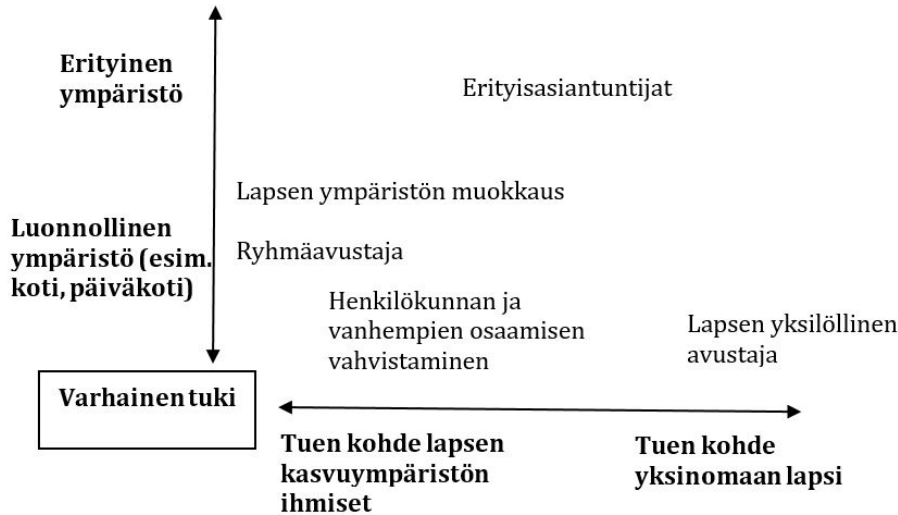 Erityinen
ympäristö
Erityisasiantuntijat
Lapsen ympäristön muokkaus
Luonnollinen
ympäristö (esim.
koti, päiväkoti)
Ryhmäavustaja
Henkilökunnan ja
vanhempien osaamisen
vahvistaminen
Lapsen yksilöllinen
avustaja
Varhainen tuki
Tuen kohde lapsen
kasvuympäristön
ihmiset
Tuen kohde
yksinomaan lapsi